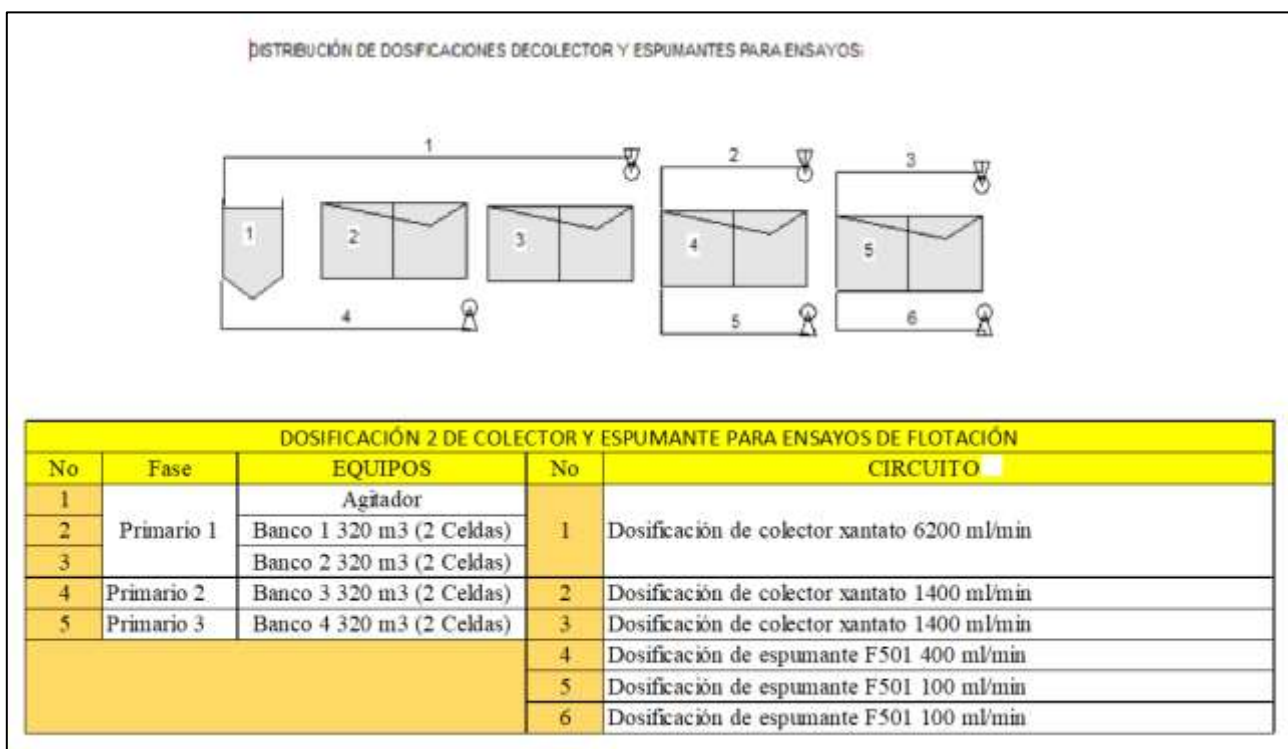 DISTRIBUCIÓN DE DOSIFICACIONES DECOLECTOR Y ESPUMANTES PARA ENSAYOS:
1 2 3
1 2 3 4 5
4 5 6
DOSIFICACIÓN 2 DE COLECTOR Y ESPUMANTE PARA ENSAYOS DE FLOTACIÓN
No Fase EQUIPOS No CIRCUITO
1 Agitador
2 Primario 1 Banco 1 320 m3 (2 Celdas) 1 Dosificación de colector xantato 6200 ml/min
3 Banco 2 320 m3 (2 Celdas)
4 Primario 2 Banco 3 320 m3 (2 Celdas) 2 Dosificación de colector xantato 1400 ml/min
5 Primario 3 Banco 4 320 m3 (2 Celdas) 3 Dosificación de colector xantato 1400 ml/min
4 Dosificación de espumante F501 400 ml/min
5 Dosificación de espumante F501 100 ml/min
6 Dosificación de espumante F501 100 ml/min